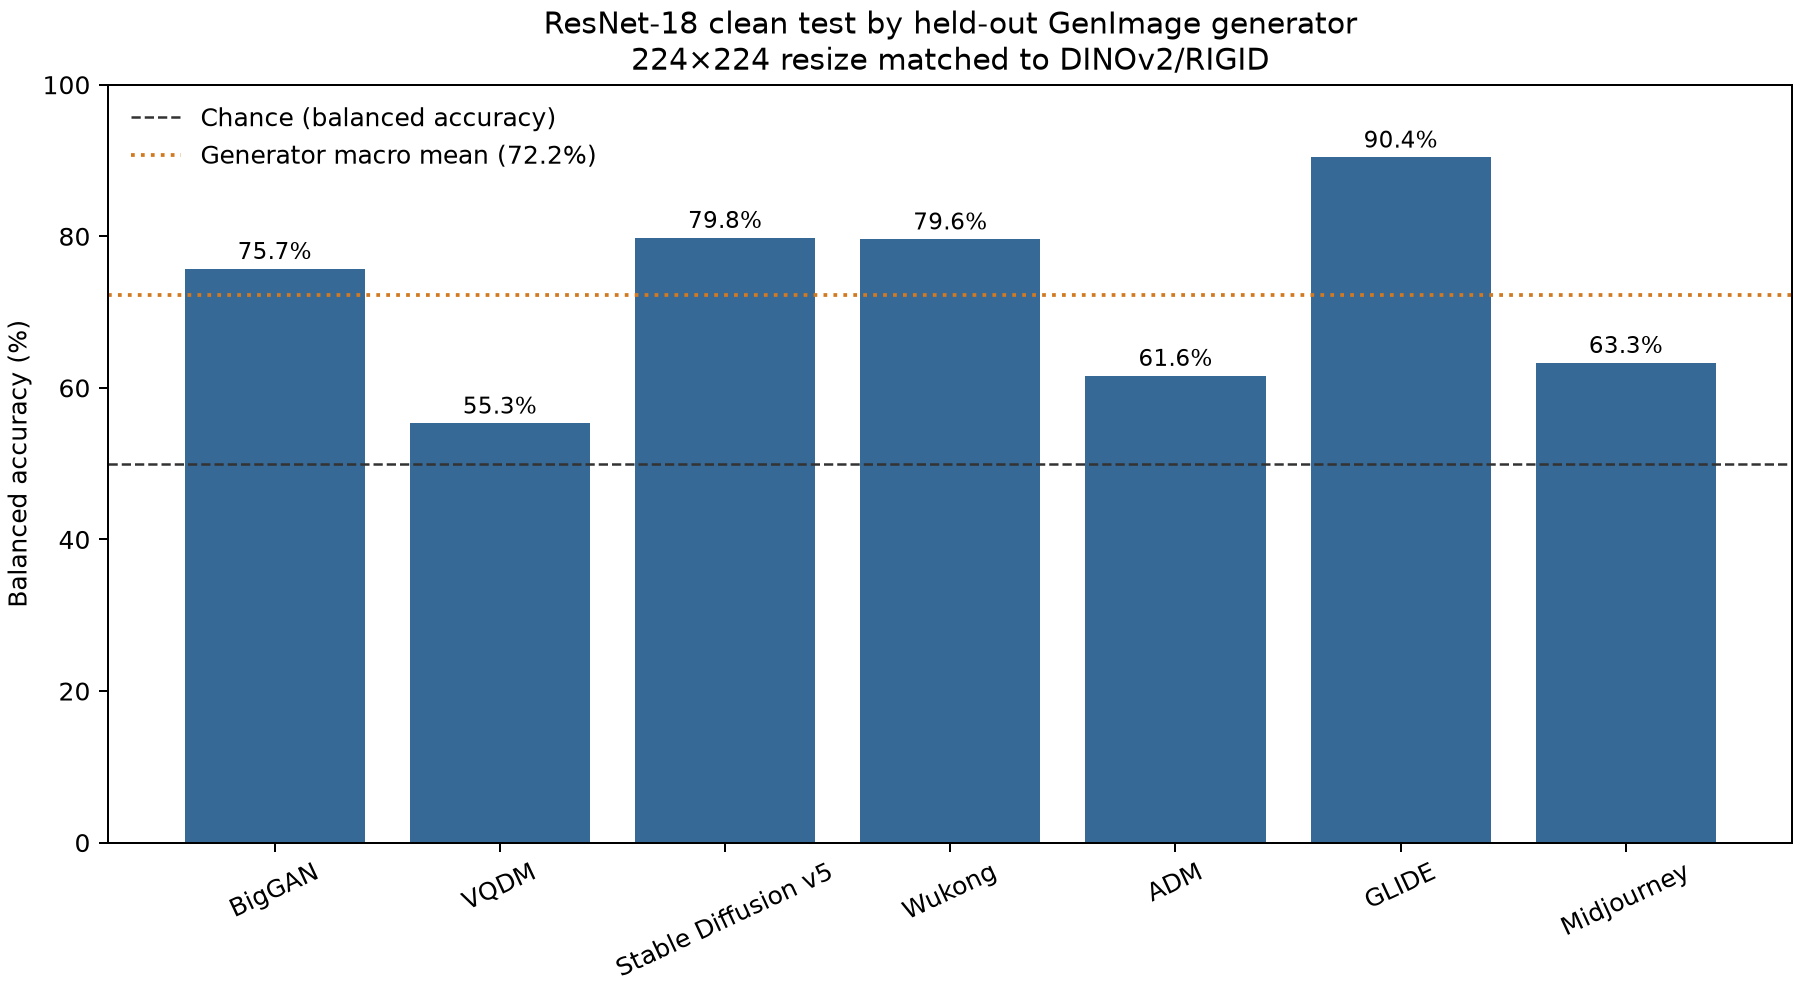 ResNet-18 clean test by held-out GenImage generator
224×224 resize matched to DINOv2/RIGID
Chance (balanced accuracy)
Generator macro mean (72.2%)
Balanced accuracy (%)
100
80
60
40
20
0
75.7%
55.3%
79.8%
79.6%
61.6%
90.4%
63.3%
BigGAN
VQDM
Stable Diffusion v5
Wukong
ADM
GLIDE
Midjourney